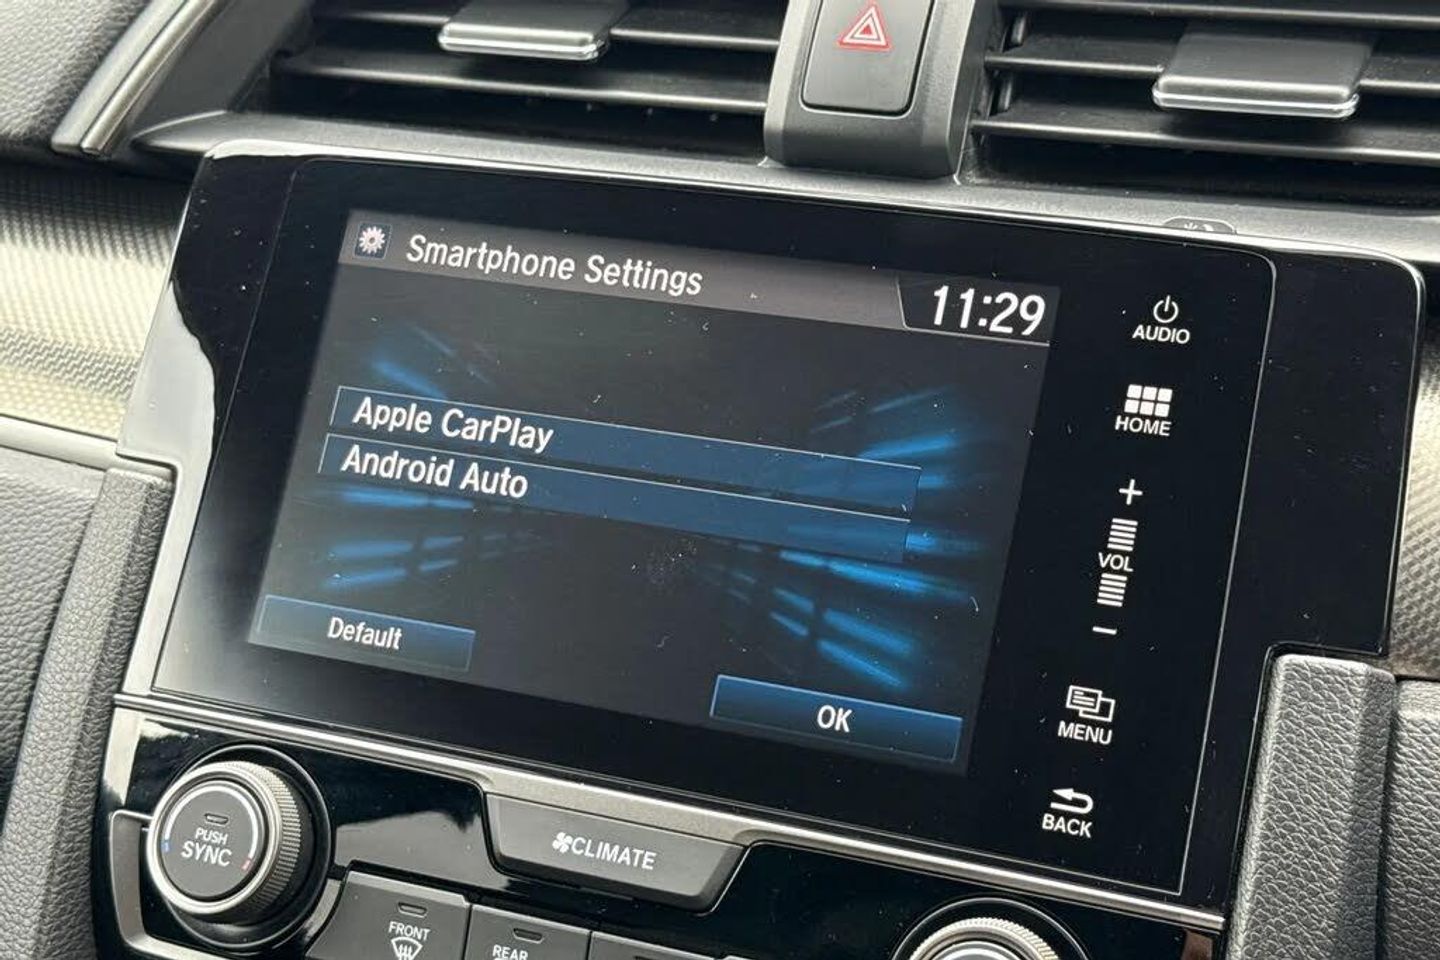 Smartphone Settings
11:29
Apple CarPlay
Android Auto
Default
OK
AUDIO
HOME
+
VOL
−
MENU
BACK
PUSH
SYNC
CLIMATE
FRONT
REAR